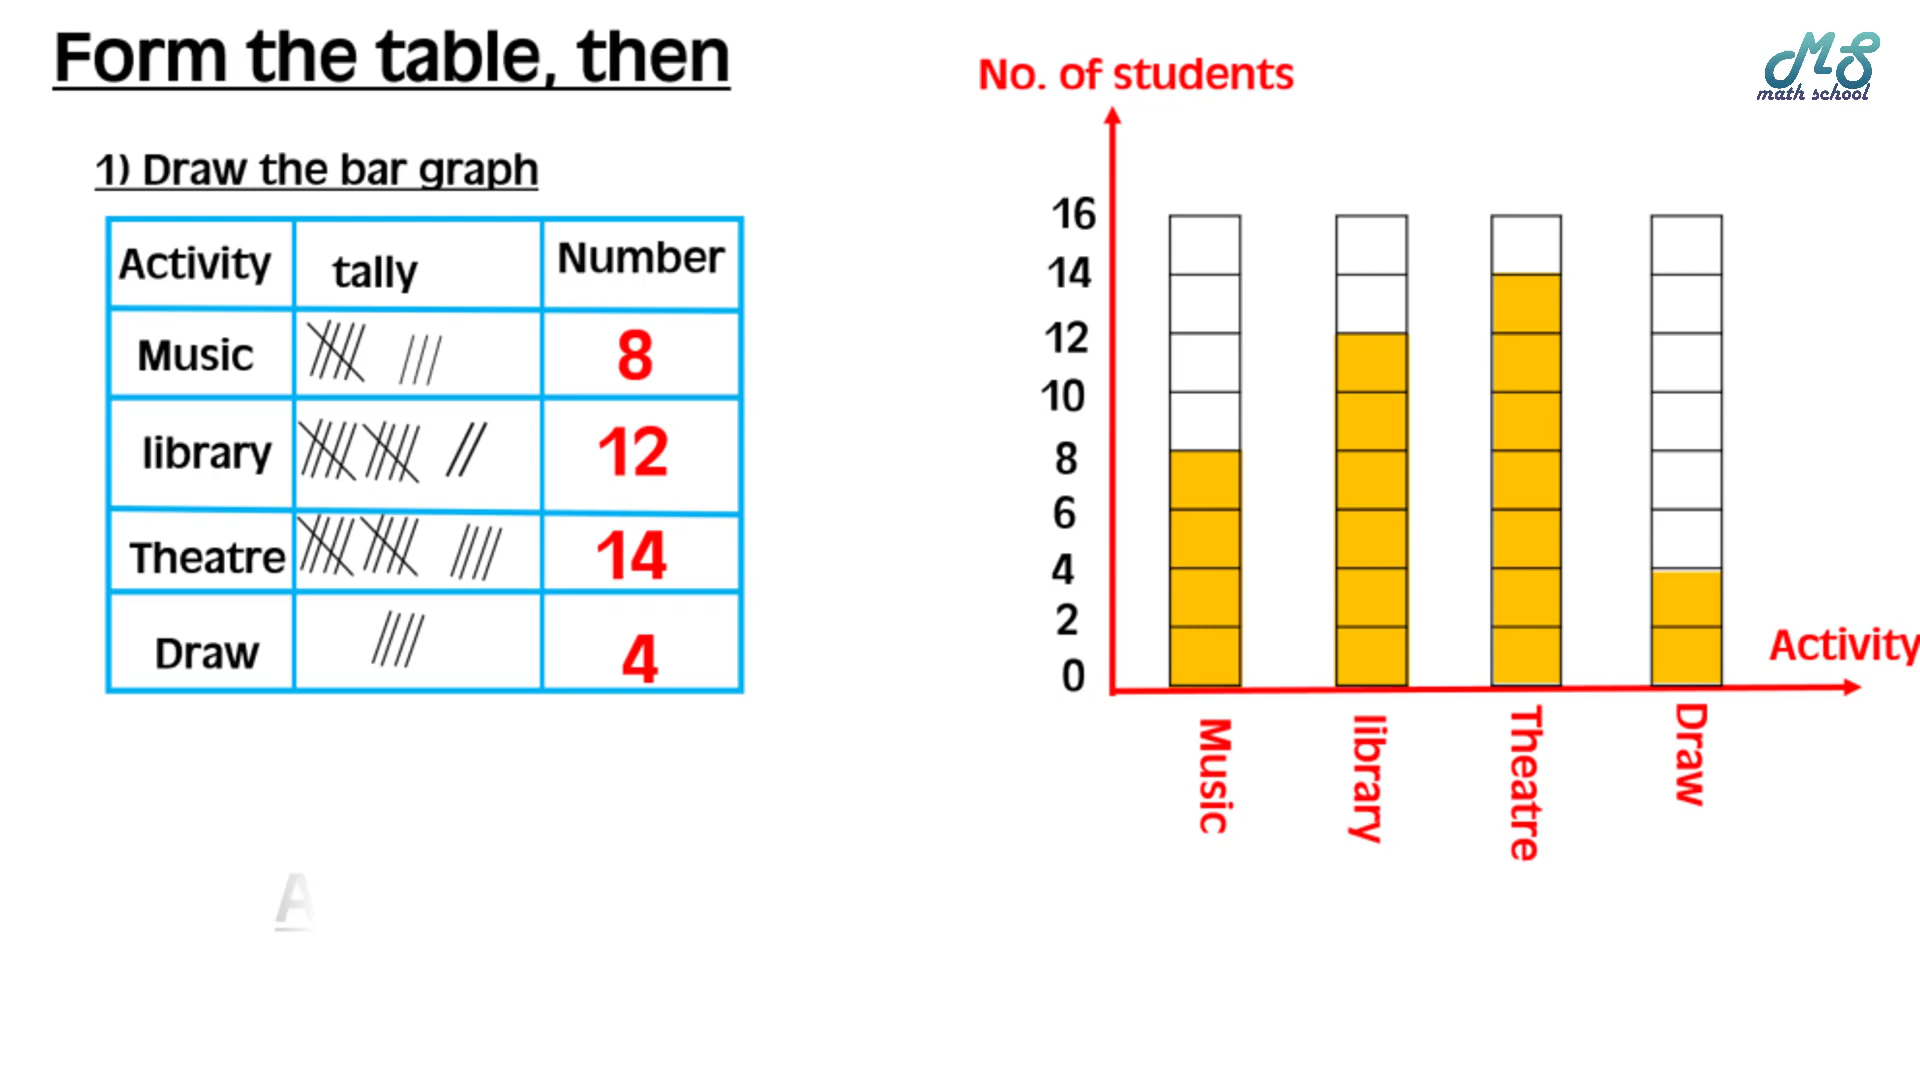 Form the table, then
1) Draw the bar graph
Activity tally Number
Music 8
library 12
Theatre 14
Draw 4
A
No. of students
16
14
12
10
8
6
4
2
0
Activity
Music
library
Theatre
Draw
MS
math school